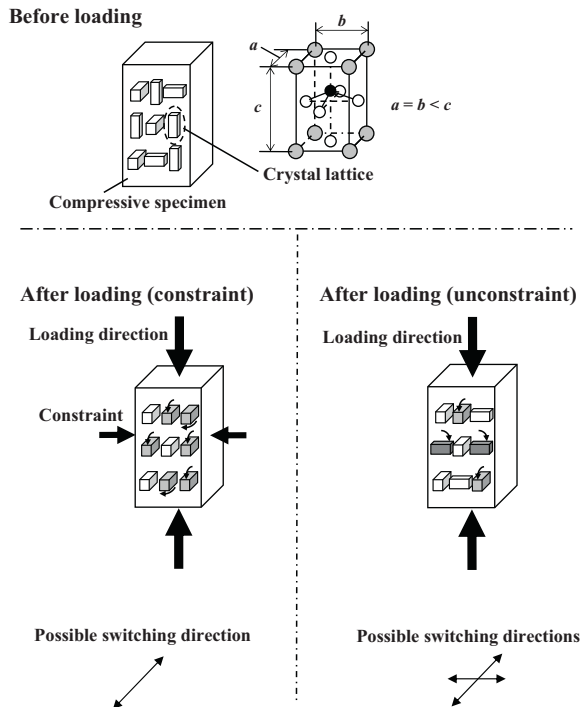 Before loading
b
a
c
a = b < c
Crystal lattice
Compressive specimen
After loading (constraint)
After loading (unconstraint)
Loading direction
Loading direction
Constraint
Possible switching direction
Possible switching directions